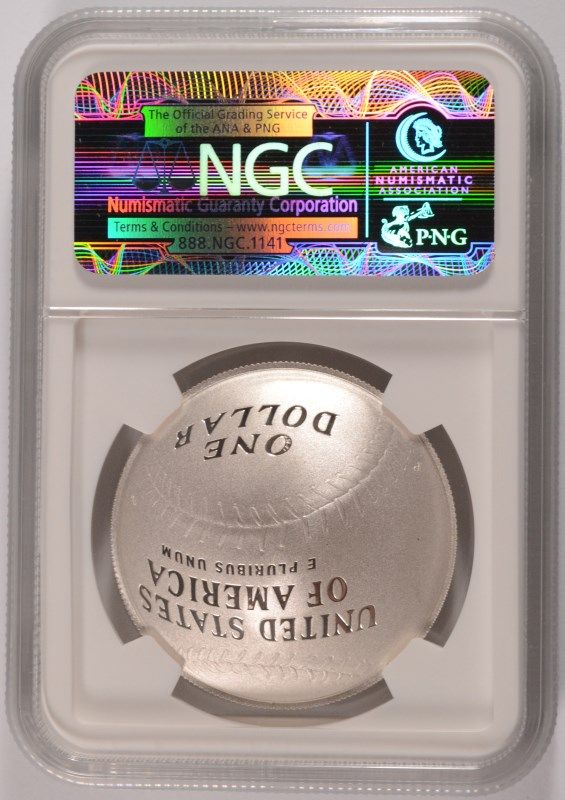 The Official Grading Service
of the ANA & PNG
NGC
Numismatic Guaranty Corporation
Terms & Conditions – www.ngcterms.com
888.NGC.1141
AMERICAN
NUMISMATIC
ASSOCIATION
P·N·G
UNITED STATES
OF AMERICA
E PLURIBUS UNUM
ONE
DOLLAR